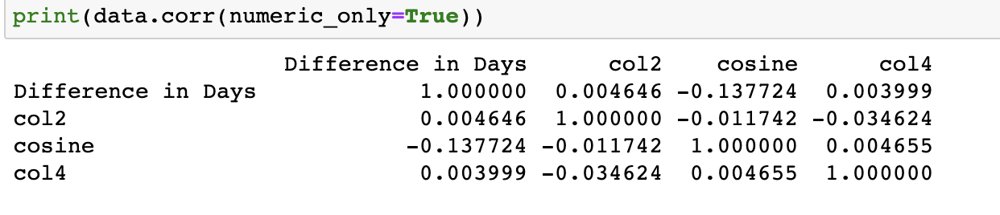 print(data.corr(numeric_only=True))
Difference in Days col2 cosine col4
Difference in Days 1.000000 0.004646 -0.137724 0.003999
col2 0.004646 1.000000 -0.011742 -0.034624
cosine -0.137724 -0.011742 1.000000 0.004655
col4 0.003999 -0.034624 0.004655 1.000000